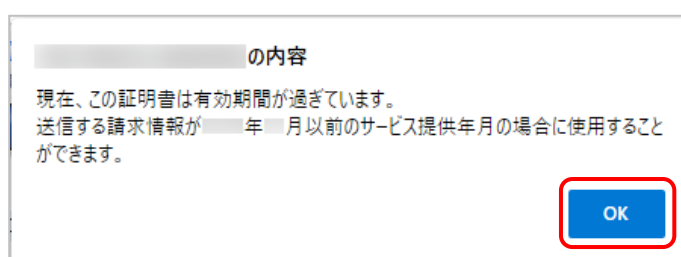 の内容
現在、この証明書は有効期間が過ぎています。
送信する請求情報が 年 月以前のサービス提供年月の場合に使用すること
ができます。
OK